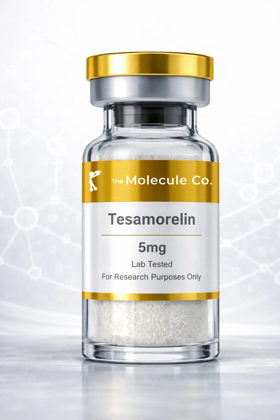 The Molecule Co.
Tesamorelin
5mg
Lab Tested
For Research Purposes Only